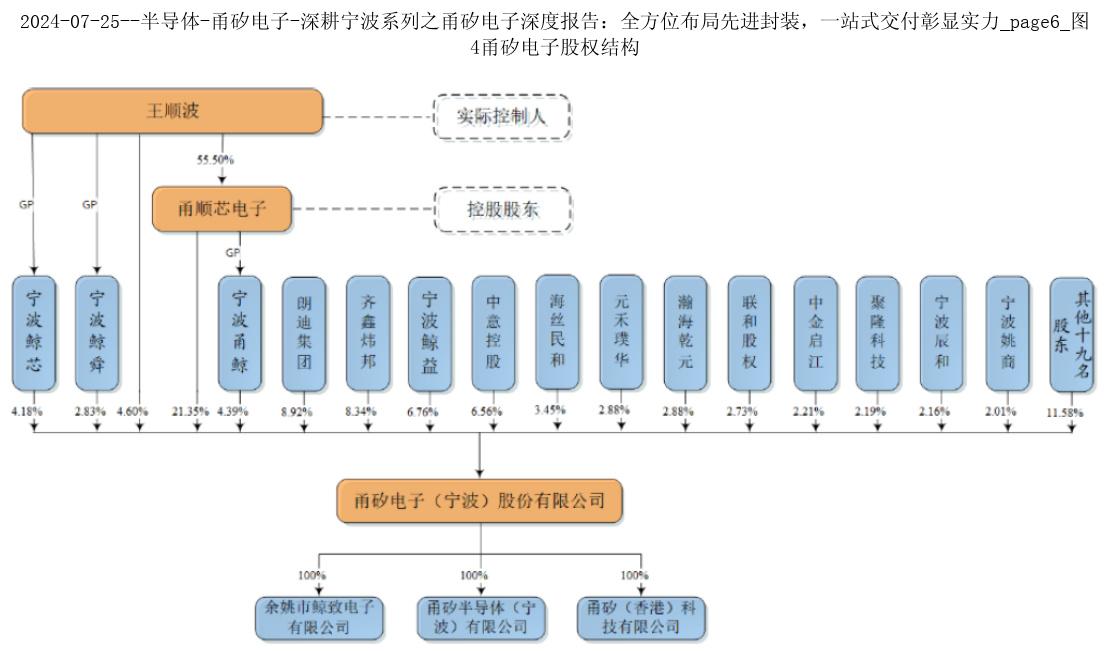 2024-07-25--半导体-甬矽电子-深耕宁波系列之甬矽电子深度报告：全方位布局先进封装，一站式交付彰显实力_page6_图
4甬矽电子股权结构
王顺波
实际控制人
55.50%
GP
GP
甬顺芯电子
控股股东
GP
宁波鲸芯
宁波鲸舜
宁波甬鲸
朗迪集团
齐鑫炜邦
宁波鲸益
中意控股
海丝民和
元禾璞华
瀚海乾元
联和股权
中金启江
聚隆科技
宁波辰和
宁波姚商
其他十九名
股东
4.18%
2.83%
4.60%
21.35%
4.39%
8.92%
8.34%
6.76%
6.56%
3.45%
2.88%
2.88%
2.73%
2.21%
2.19%
2.16%
2.01%
11.58%
甬矽电子（宁波）股份有限公司
100%
100%
100%
余姚市鲸致电子
有限公司
甬矽半导体（宁
波）有限公司
甬矽（香港）科
技有限公司